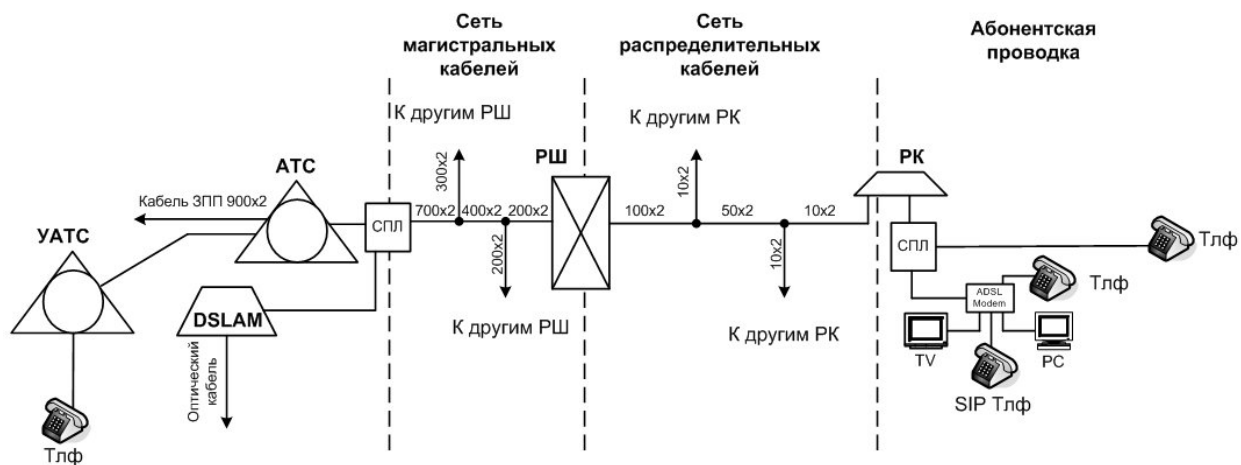 Сеть
магистральных
кабелей
Сеть
распределительных
кабелей
Абонентская
проводка
К другим РШ
К другим РК
АТС
РШ
РК
Кабель ЗПП 900х2
300х2
10х2
УАТС
СПЛ
700х2
400х2
200х2
100х2
50х2
10х2
СПЛ
Тлф
200х2
10х2
DSLAM
ADSL
Modem
Тлф
К другим РШ
К другим РК
TV
PC
Оптический
кабель
SIP Тлф
Тлф